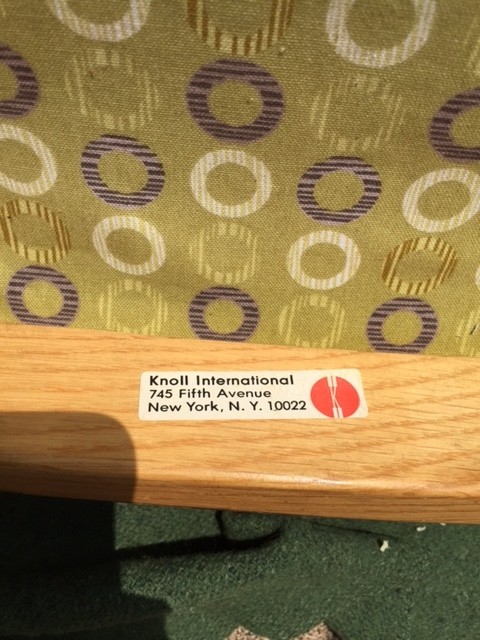 Knoll International
745 Fifth Avenue
New York, N. Y. 10022